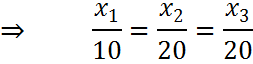 ⇒ x₁/10 = x₂/20 = x₃/20